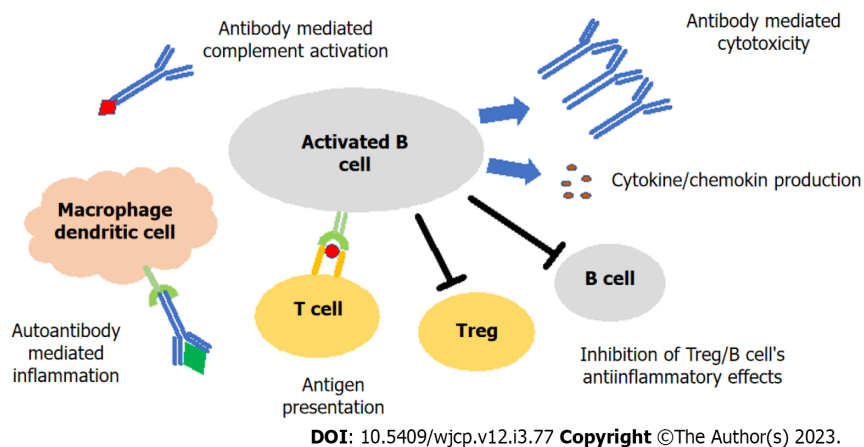 Antibody mediated
complement activation
Antibody mediated
cytotoxicity
Activated B
cell
Cytokine/chemokin production
Macrophage
dendritic cell
B cell
T cell
Treg
Autoantibody
mediated
inflammation
Inhibition of Treg/B cell's
antiinflammatory effects
Antigen
presentation
DOI: 10.5409/wjcp.v12.i3.77 Copyright ©The Author(s) 2023.